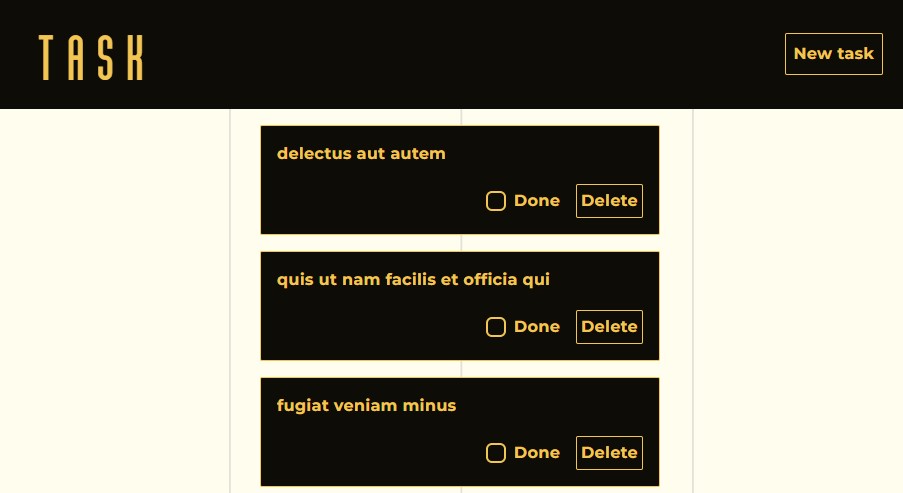 TASK
New task
delectus aut autem
Done Delete
quis ut nam facilis et officia qui
Done Delete
fugiat veniam minus
Done Delete